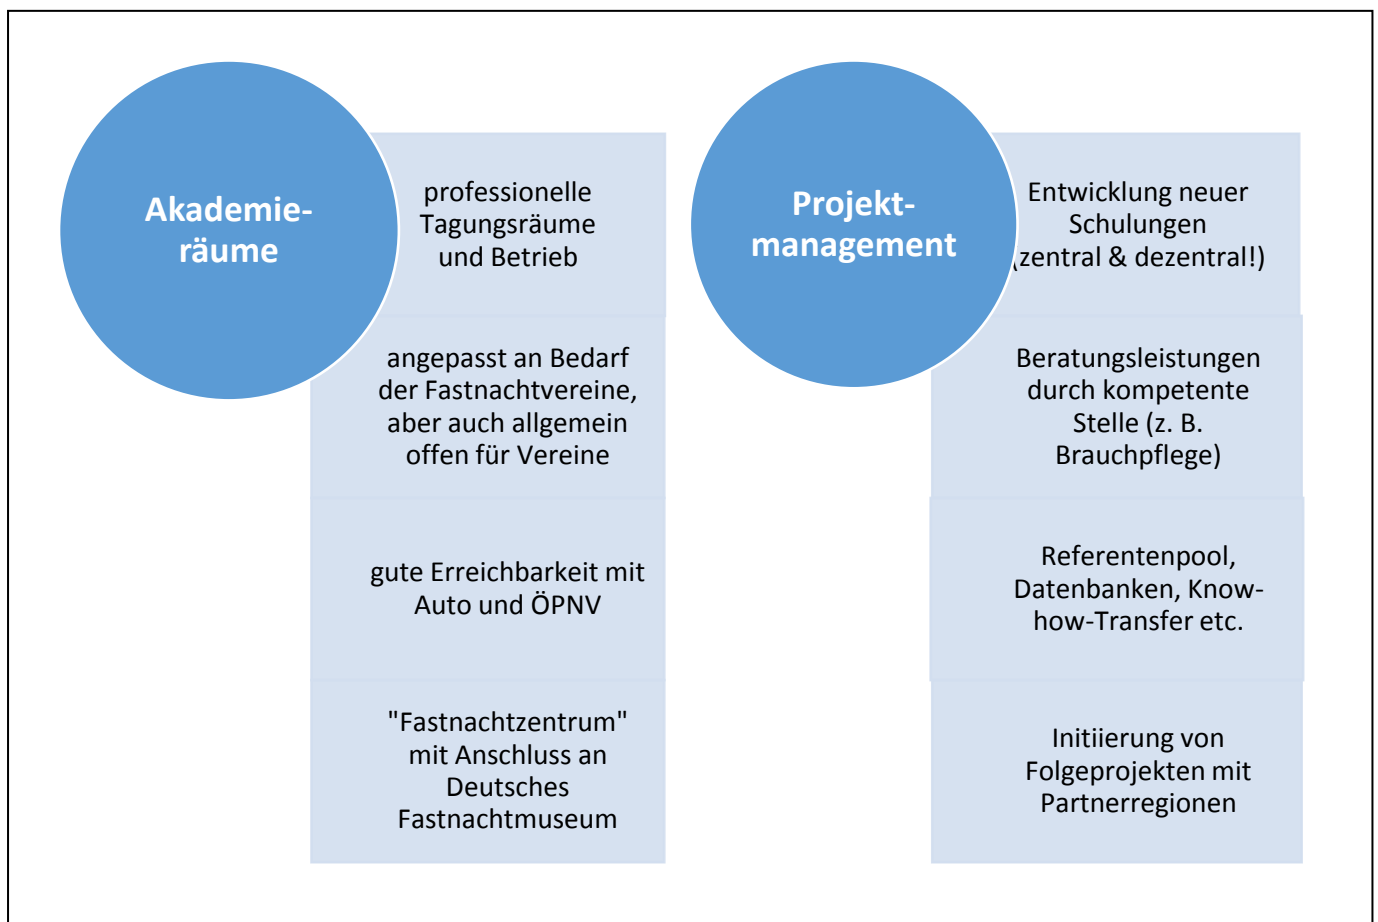 Akademie-
räume
professionelle
Tagungsräume
und Betrieb
angepasst an Bedarf
der Fastnachtvereine,
aber auch allgemein
offen für Vereine
gute Erreichbarkeit mit
Auto und ÖPNV
"Fastnachtzentrum"
mit Anschluss an
Deutsches
Fastnachtmuseum
Projekt-
management
Entwicklung neuer
Schulungen
(zentral & dezentral!)
Beratungsleistungen
durch kompetente
Stelle (z. B.
Brauchpflege)
Referentenpool,
Datenbanken, Know-
how-Transfer etc.
Initiierung von
Folgeprojekten mit
Partnerregionen